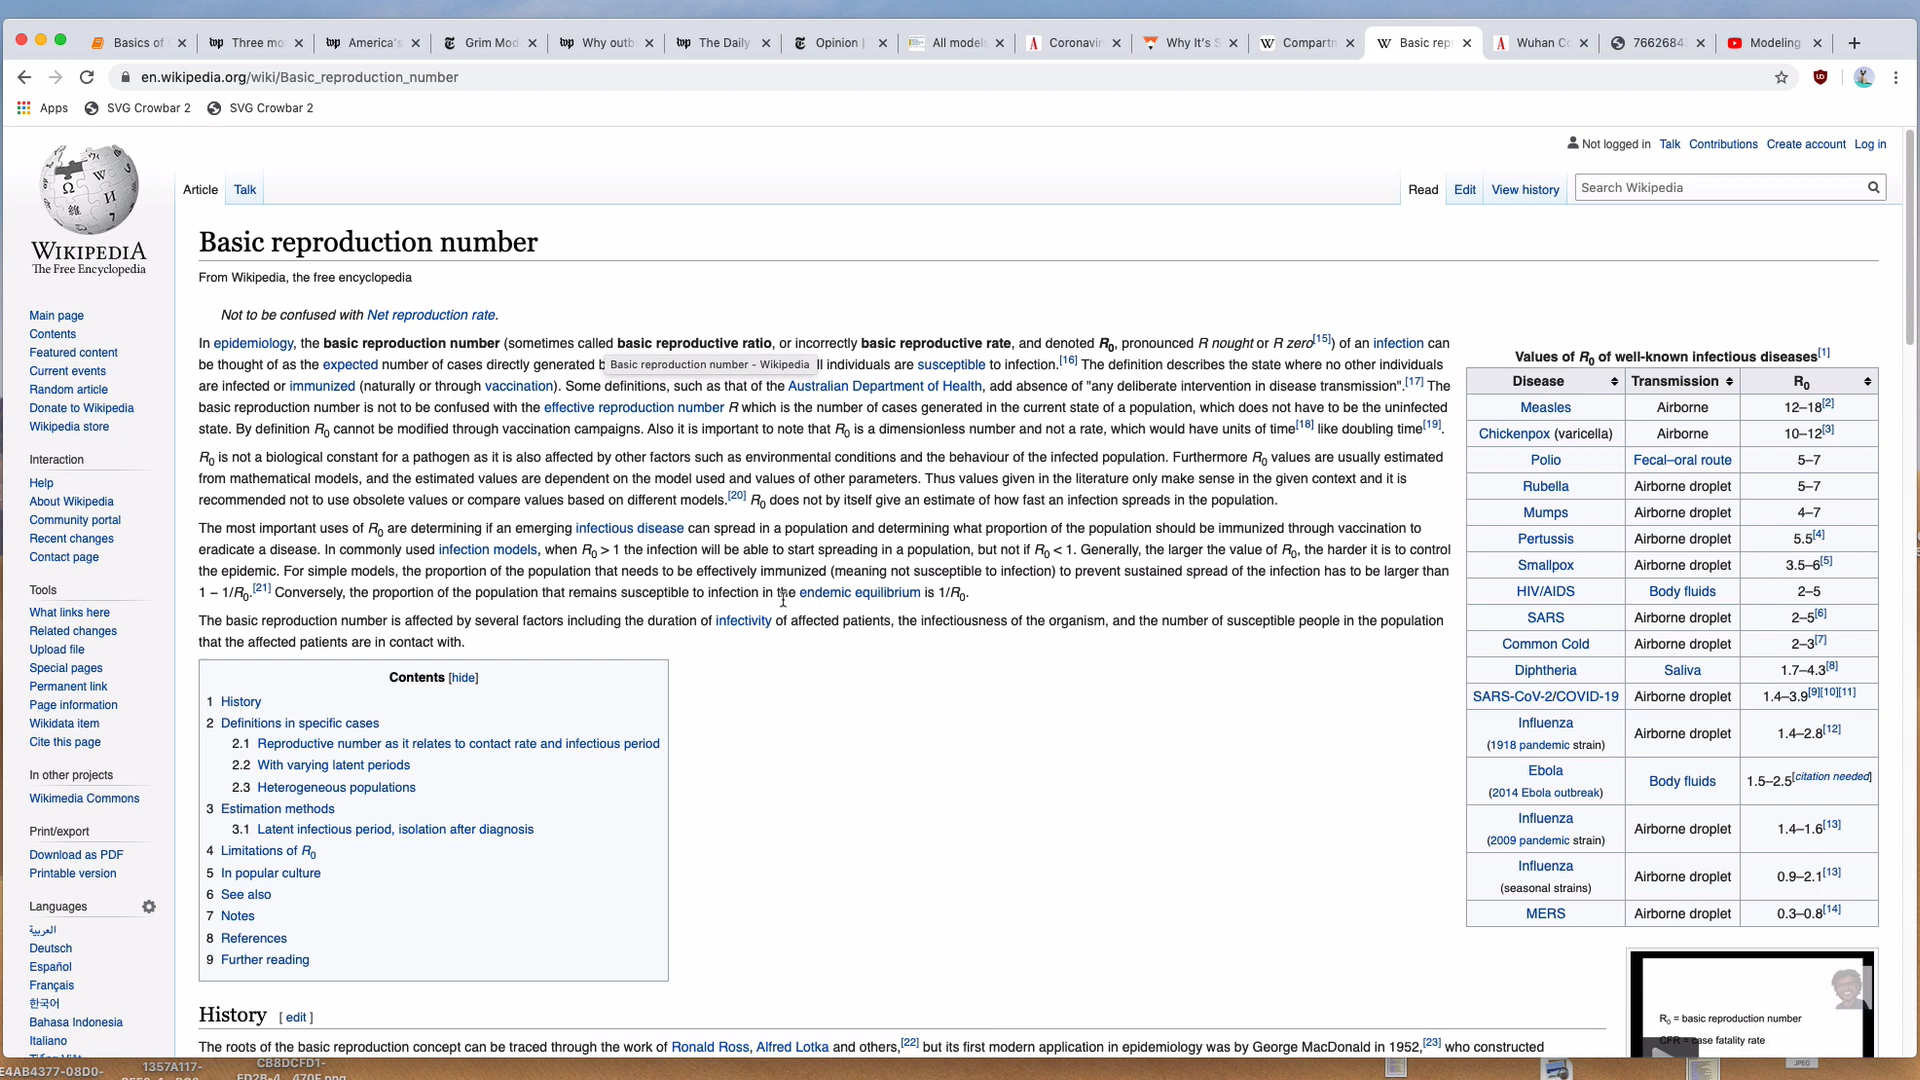 Basics of
Three mo
America's
Grim Mod
Why outb
The Daily
Opinion |
All models
Coronavir
Why It's S
Compartm
Basic rep
Wuhan Co
7662684
Modeling
en.wikipedia.org/wiki/Basic_reproduction_number
Apps SVG Crowbar 2 SVG Crowbar 2
Not logged in Talk Contributions Create account Log in
WIKIPEDIA
The Free Encyclopedia
Article Talk
Read Edit View history Search Wikipedia
Main page
Contents
Featured content
Current events
Random article
Donate to Wikipedia
Wikipedia store
Interaction
Help
About Wikipedia
Community portal
Recent changes
Contact page
Tools
What links here
Related changes
Upload file
Special pages
Permanent link
Page information
Wikidata item
Cite this page
In other projects
Wikimedia Commons
Print/export
Download as PDF
Printable version
Languages
العربية
Deutsch
Español
Français
한국어
Bahasa Indonesia
Italiano
Basic reproduction number
From Wikipedia, the free encyclopedia
Not to be confused with Net reproduction rate.
In epidemiology, the basic reproduction number (sometimes called basic reproductive ratio, or incorrectly basic reproductive rate, and denoted R0, pronounced R nought or R zero[15]) of an infection can
be thought of as the expected number of cases directly generated b Basic reproduction number - Wikipedia ll individuals are susceptible to infection.[16] The definition describes the state where no other individuals
are infected or immunized (naturally or through vaccination). Some definitions, such as that of the Australian Department of Health, add absence of "any deliberate intervention in disease transmission".[17] The
basic reproduction number is not to be confused with the effective reproduction number R which is the number of cases generated in the current state of a population, which does not have to be the uninfected
state. By definition R0 cannot be modified through vaccination campaigns. Also it is important to note that R0 is a dimensionless number and not a rate, which would have units of time[18] like doubling time[19].
R0 is not a biological constant for a pathogen as it is also affected by other factors such as environmental conditions and the behaviour of the infected population. Furthermore R0 values are usually estimated
from mathematical models, and the estimated values are dependent on the model used and values of other parameters. Thus values given in the literature only make sense in the given context and it is
recommended not to use obsolete values or compare values based on different models.[20] R0 does not by itself give an estimate of how fast an infection spreads in the population.
The most important uses of R0 are determining if an emerging infectious disease can spread in a population and determining what proportion of the population should be immunized through vaccination to
eradicate a disease. In commonly used infection models, when R0 > 1 the infection will be able to start spreading in a population, but not if R0 < 1. Generally, the larger the value of R0, the harder it is to control
the epidemic. For simple models, the proportion of the population that needs to be effectively immunized (meaning not susceptible to infection) to prevent sustained spread of the infection has to be larger than
1 − 1/R0.[21] Conversely, the proportion of the population that remains susceptible to infection in the endemic equilibrium is 1/R0.
The basic reproduction number is affected by several factors including the duration of infectivity of affected patients, the infectiousness of the organism, and the number of susceptible people in the population
that the affected patients are in contact with.
Contents [hide]
1 History
2 Definitions in specific cases
2.1 Reproductive number as it relates to contact rate and infectious period
2.2 With varying latent periods
2.3 Heterogeneous populations
3 Estimation methods
3.1 Latent infectious period, isolation after diagnosis
4 Limitations of R0
5 In popular culture
6 See also
7 Notes
8 References
9 Further reading
History [ edit ]
The roots of the basic reproduction concept can be traced through the work of Ronald Ross, Alfred Lotka and others,[22] but its first modern application in epidemiology was by George MacDonald in 1952,[23] who constructed
Values of R0 of well-known infectious diseases[1]
Disease Transmission R0
Measles Airborne 12–18[2]
Chickenpox (varicella) Airborne 10–12[3]
Polio Fecal–oral route 5–7
Rubella Airborne droplet 5–7
Mumps Airborne droplet 4–7
Pertussis Airborne droplet 5.5[4]
Smallpox Airborne droplet 3.5–6[5]
HIV/AIDS Body fluids 2–5
SARS Airborne droplet 2–5[6]
Common Cold Airborne droplet 2–3[7]
Diphtheria Saliva 1.7–4.3[8]
SARS-CoV-2/COVID-19 Airborne droplet 1.4–3.9[9][10][11]
Influenza
(1918 pandemic strain) Airborne droplet 1.4–2.8[12]
Ebola
(2014 Ebola outbreak) Body fluids 1.5–2.5[citation needed]
Influenza
(2009 pandemic strain) Airborne droplet 1.4–1.6[13]
Influenza
(seasonal strains) Airborne droplet 0.9–2.1[13]
MERS Airborne droplet 0.3–0.8[14]
R0 = basic reproduction number
CFR = case fatality rate
E4AB4377-08D0-
1357A117-
CB8DCFD1-
JPEG